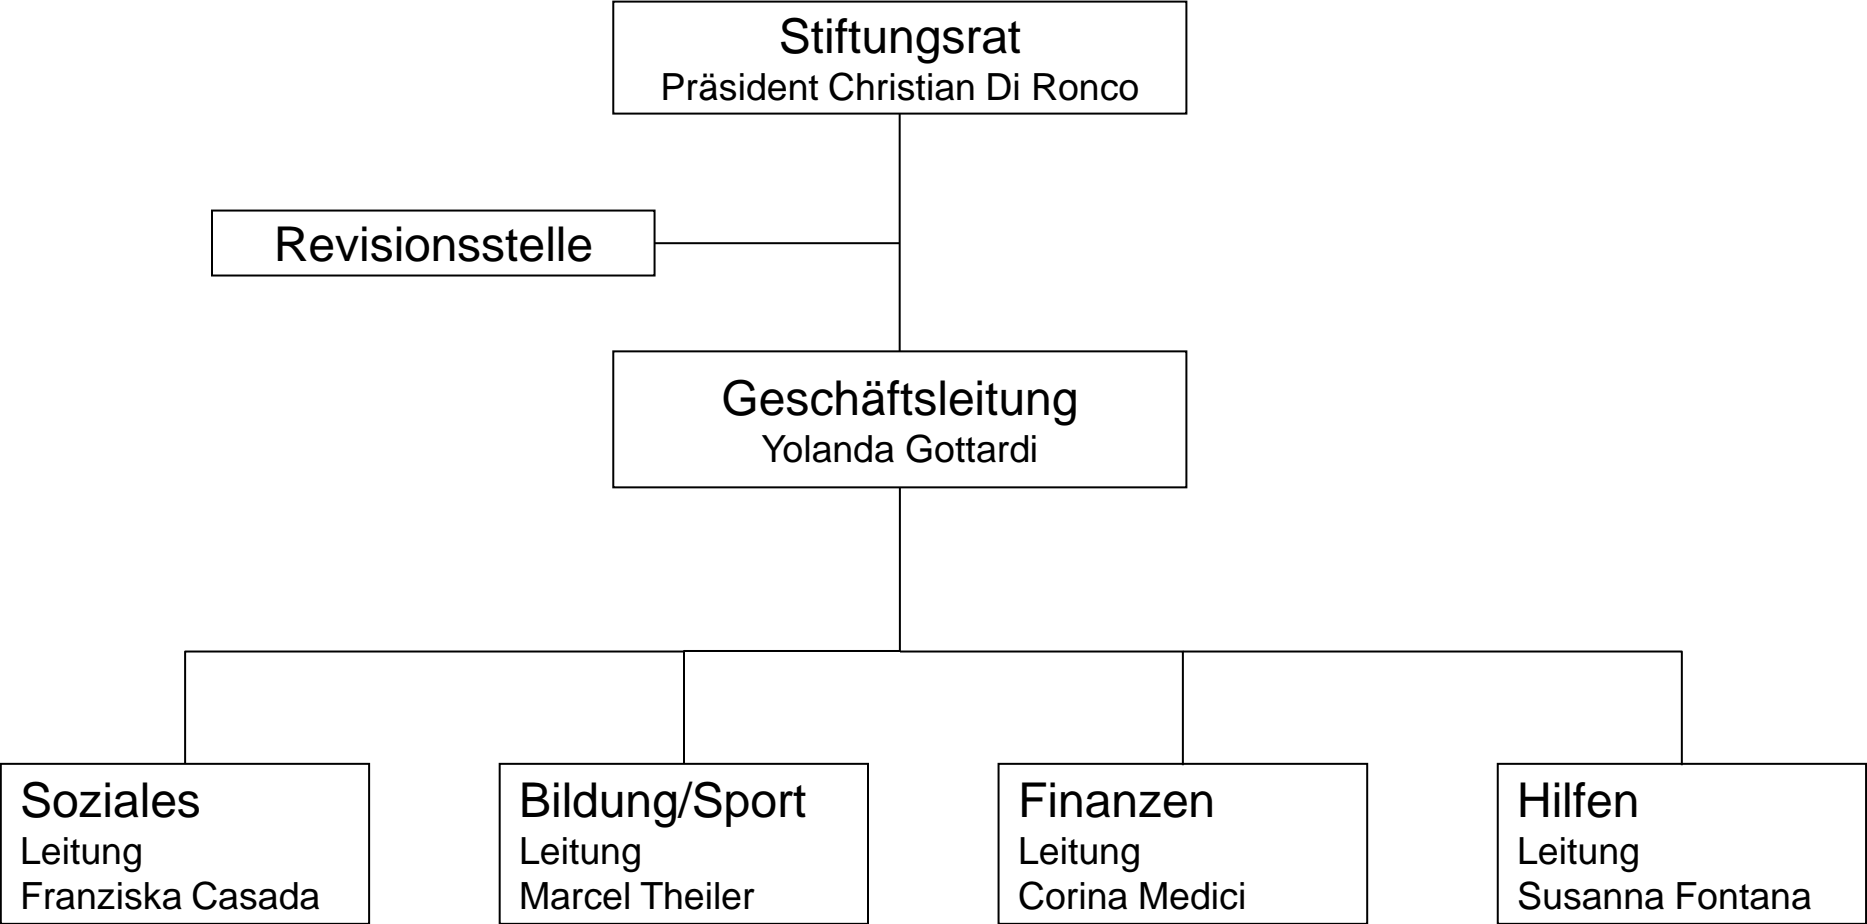 Stiftungsrat
Präsident Christian Di Ronco
Revisionsstelle
Geschäftsleitung
Yolanda Gottardi
Soziales
Leitung
Franziska Casada
Bildung/Sport
Leitung
Marcel Theiler
Finanzen
Leitung
Corina Medici
Hilfen
Leitung
Susanna Fontana